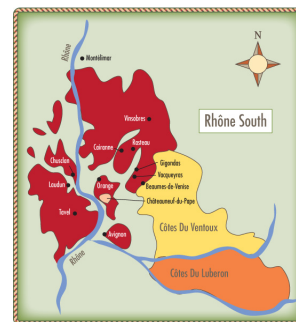 N
Rhône
Montélimar
Rhône South
Vinsobres
Cairanne
Rasteau
Chusclan
Gigondas
Vacqueyras
Laudun
Orange
Beaumes-de-Venise
Châteauneuf-du-Pape
Tavel
Côtes Du Ventoux
Avignon
Rhône
Côtes Du Luberon